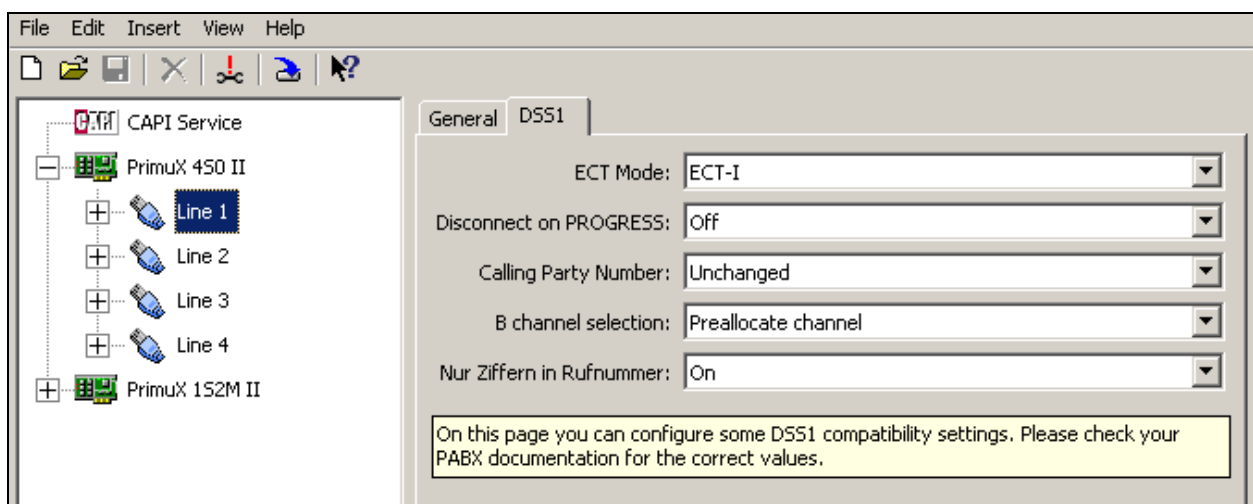 File Edit Insert View Help
CAPI Service
PrimuX 4S0 II
Line 1
Line 2
Line 3
Line 4
PrimuX 1S2M II
General DSS1
ECT Mode: ECT-I
Disconnect on PROGRESS: Off
Calling Party Number: Unchanged
B channel selection: Preallocate channel
Nur Ziffern in Rufnummer: On
On this page you can configure some DSS1 compatibility settings. Please check your
PABX documentation for the correct values.